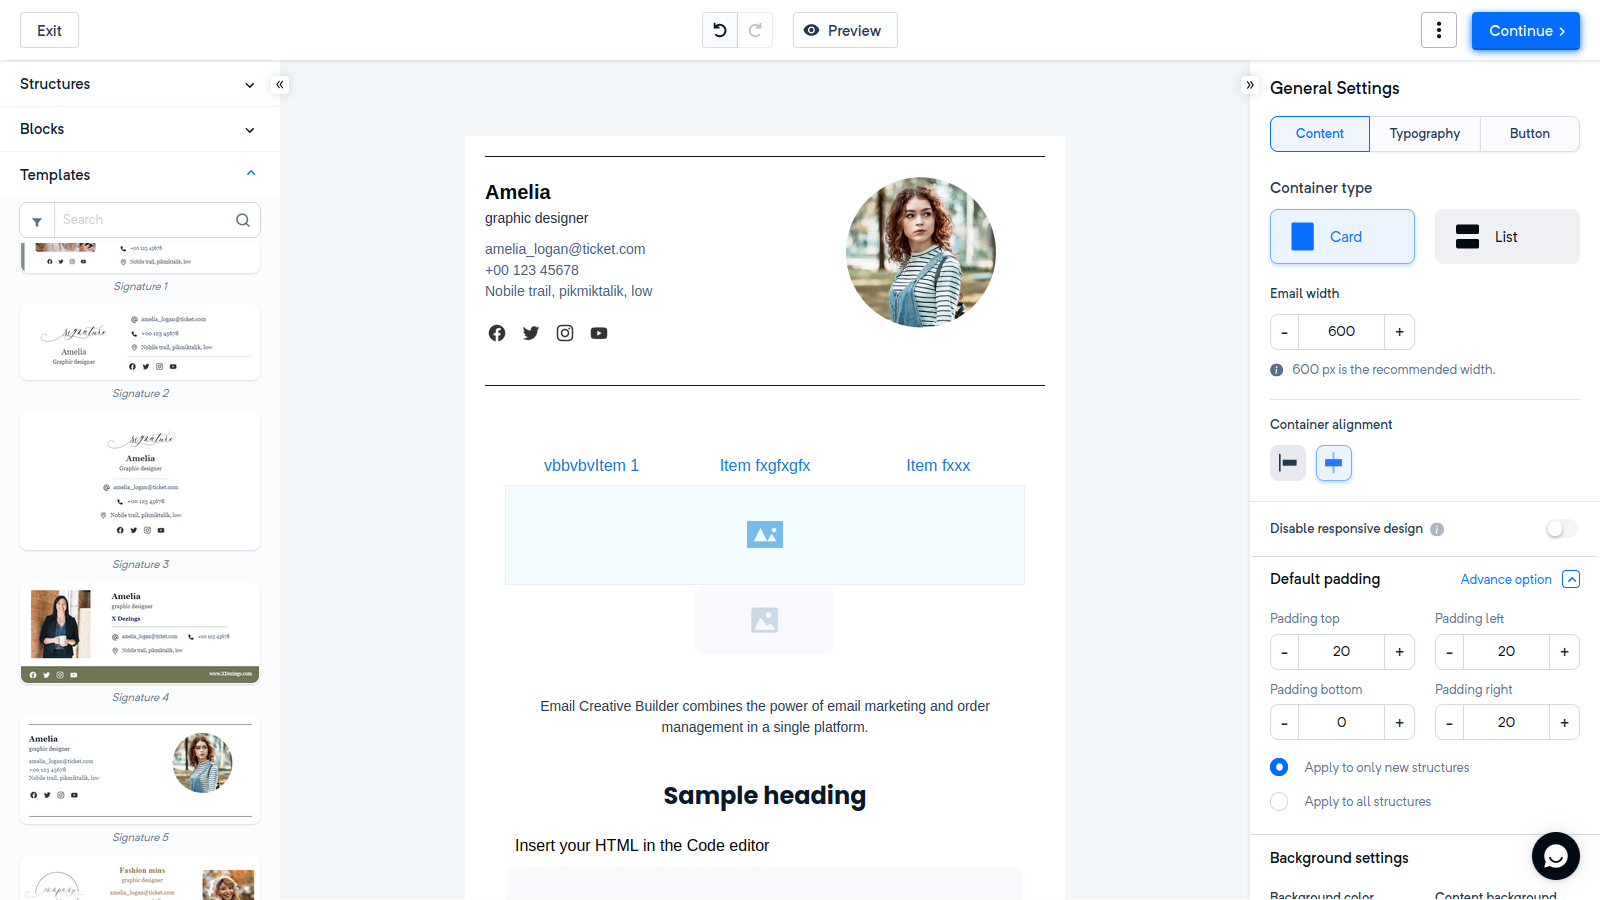 Exit
Preview
Continue
Structures
Blocks
Templates
Search
+00 123 45678
Nobile trail, pikmiktalik, low
Signature 1
signature
Amelia
Graphic designer
amelia_logan@ticket.com
+00 123 45678
Nobile trail, pikmiktalik, low
Signature 2
signature
Amelia
Graphic designer
amelia_logan@ticket.com
+00 123 45678
Nobile trail, pikmiktalik, low
Signature 3
Amelia
graphic designer
X Dezings
amelia_logan@ticket.com
+00 123 45678
Nobile trail, pikmiktalik, low
www.XDezings.com
Signature 4
Amelia
graphic designer
amelia_logan@ticket.com
+00 123 45678
Nobile trail, pikmiktalik, low
Signature 5
company
Fashion mins
graphic designer
amelia_logan@ticket.com
Amelia
graphic designer
amelia_logan@ticket.com
+00 123 45678
Nobile trail, pikmiktalik, low
vbbvbvItem 1
Item fxgfxgfx
Item fxxx
Email Creative Builder combines the power of email marketing and order
management in a single platform.
Sample heading
Insert your HTML in the Code editor
General Settings
Content
Typography
Button
Container type
Card
List
Email width
- 600 +
600 px is the recommended width.
Container alignment
Disable responsive design
Default padding
Advance option
Padding top
Padding left
- 20 +
- 20 +
Padding bottom
Padding right
- 0 +
- 20 +
Apply to only new structures
Apply to all structures
Background settings
Background color
Content background